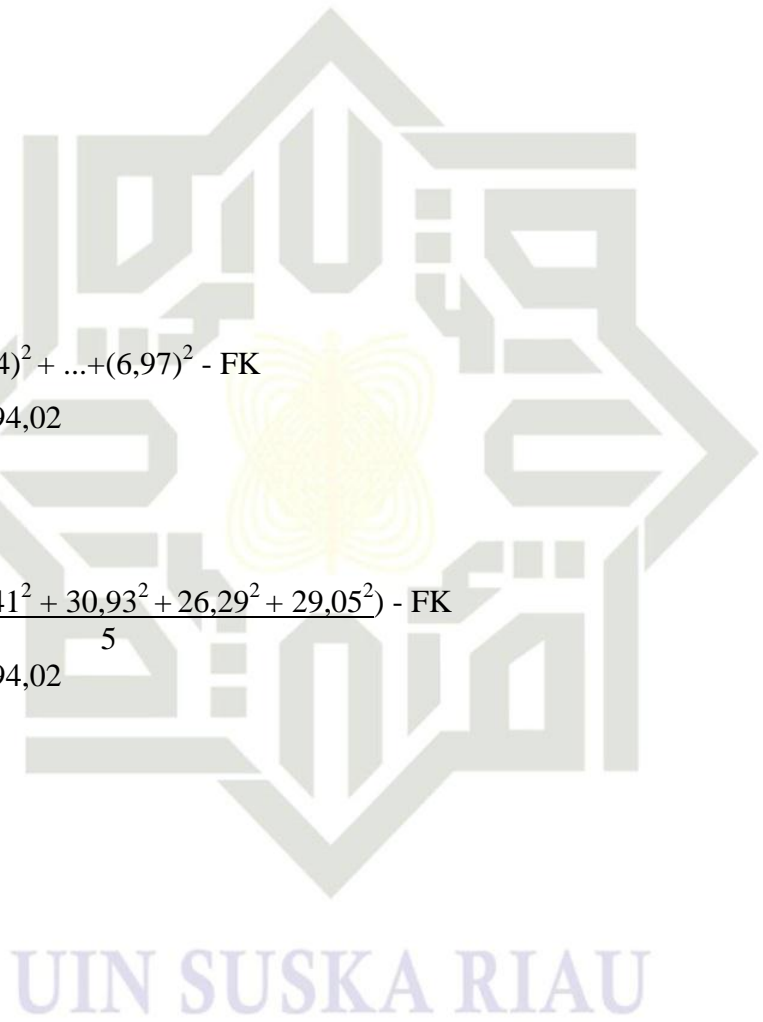 4)² + ...+(6,97)² - FK
94,02
41² + 30,93² + 26,29² + 29,05²) - FK
5
94,02
UIN SUSKA RIAU